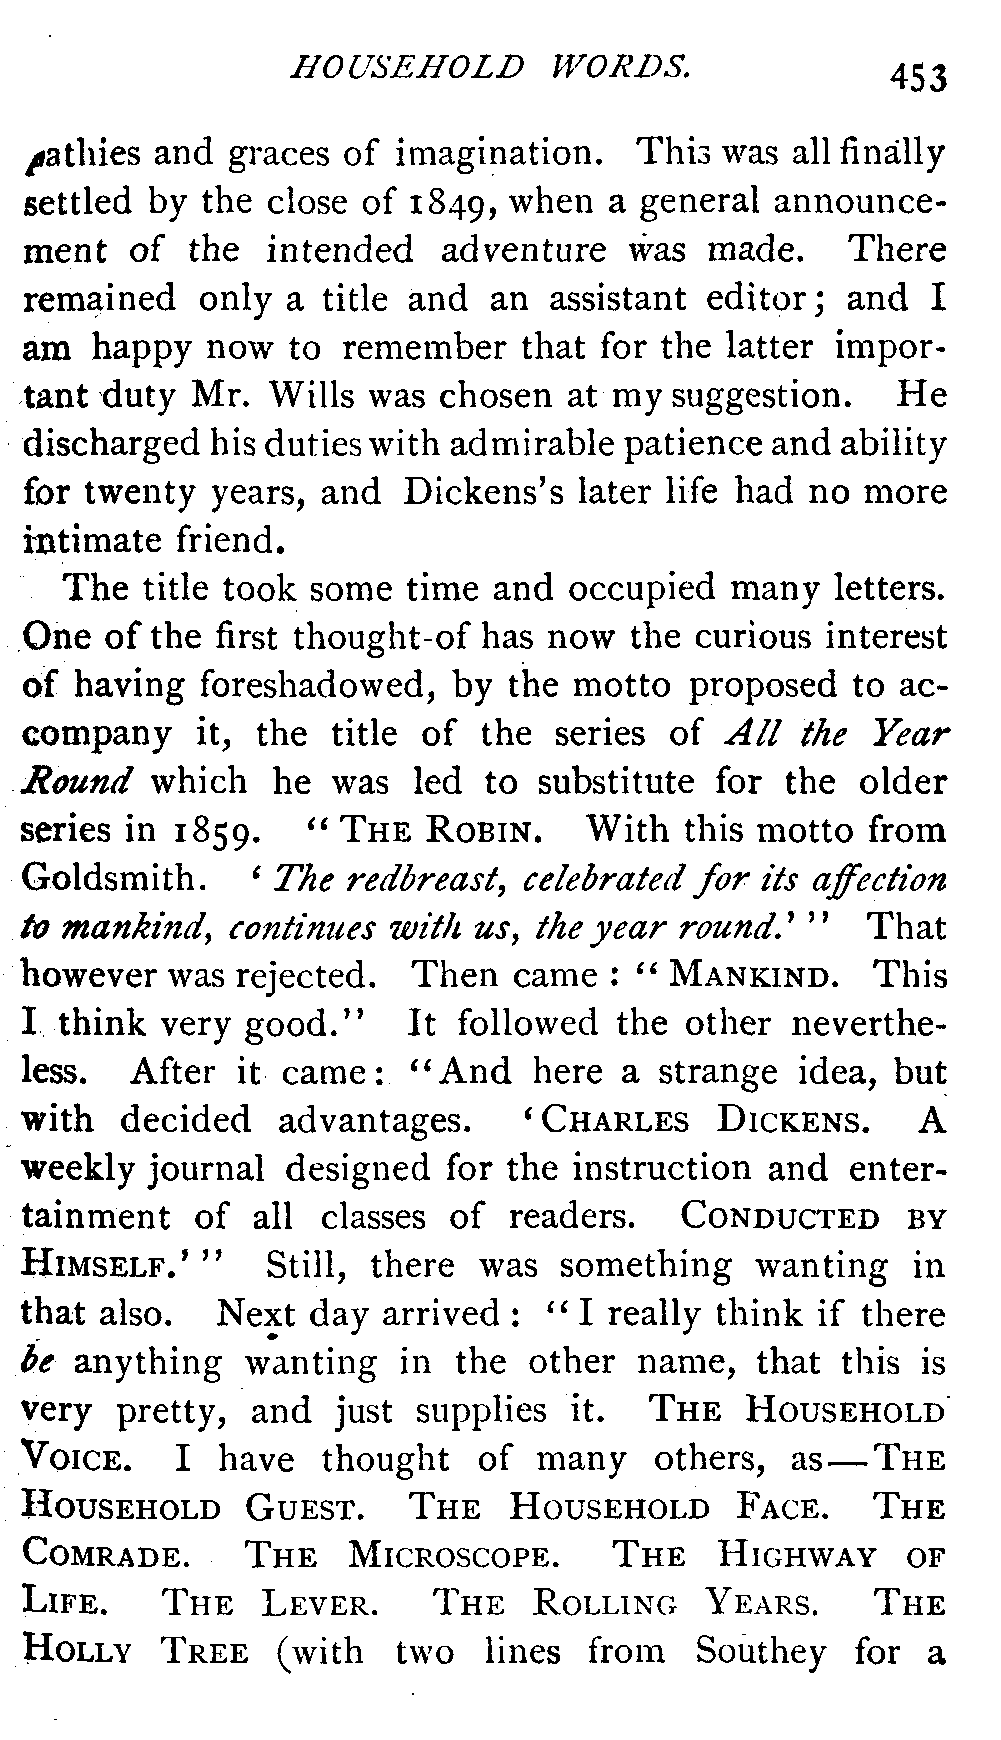 HOUSEHOLD WORDS. 453
pathies and graces of imagination. This was all finally
settled by the close of 1849, when a general announce-
ment of the intended adventure was made. There
remained only a title and an assistant editor; and I
am happy now to remember that for the latter impor-
tant duty Mr. Wills was chosen at my suggestion. He
discharged his duties with admirable patience and ability
for twenty years, and Dickens's later life had no more
intimate friend.
The title took some time and occupied many letters.
One of the first thought-of has now the curious interest
of having foreshadowed, by the motto proposed to ac-
company it, the title of the series of All the Year
Round which he was led to substitute for the older
series in 1859. "THE ROBIN. With this motto from
Goldsmith. 'The redbreast, celebrated for its affection
to mankind, continues with us, the year round.'" That
however was rejected. Then came: "MANKIND. This
I think very good." It followed the other neverthe-
less. After it came: "And here a strange idea, but
with decided advantages. 'CHARLES DICKENS. A
weekly journal designed for the instruction and enter-
tainment of all classes of readers. CONDUCTED BY
HIMSELF.'" Still, there was something wanting in
that also. Next day arrived: "I really think if there
be anything wanting in the other name, that this is
very pretty, and just supplies it. THE HOUSEHOLD
VOICE. I have thought of many others, as—THE
HOUSEHOLD GUEST. THE HOUSEHOLD FACE. THE
COMRADE. THE MICROSCOPE. THE HIGHWAY OF
LIFE. THE LEVER. THE ROLLING YEARS. THE
HOLLY TREE (with two lines from Southey for a